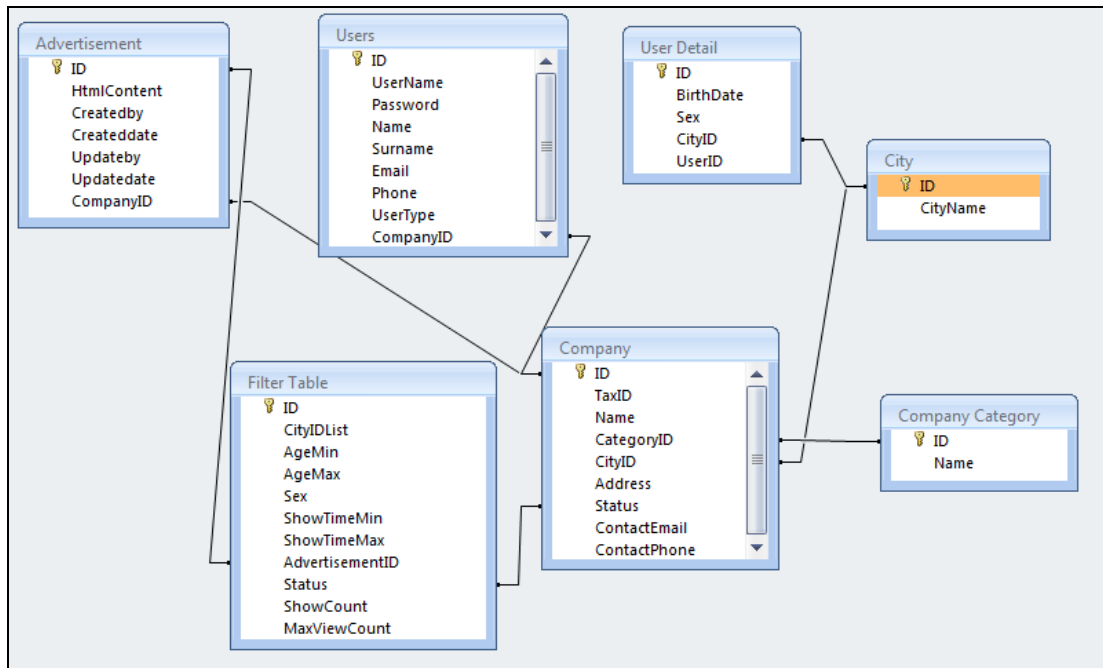 Advertisement
ID
HtmlContent
Createdby
Createddate
Updateby
Updatedate
CompanyID
Users
ID
UserName
Password
Name
Surname
Email
Phone
UserType
CompanyID
User Detail
ID
BirthDate
Sex
CityID
UserID
City
ID
CityName
Filter Table
ID
CityIDList
AgeMin
AgeMax
Sex
ShowTimeMin
ShowTimeMax
AdvertisementID
Status
ShowCount
MaxViewCount
Company
ID
TaxID
Name
CategoryID
CityID
Address
Status
ContactEmail
ContactPhone
Company Category
ID
Name